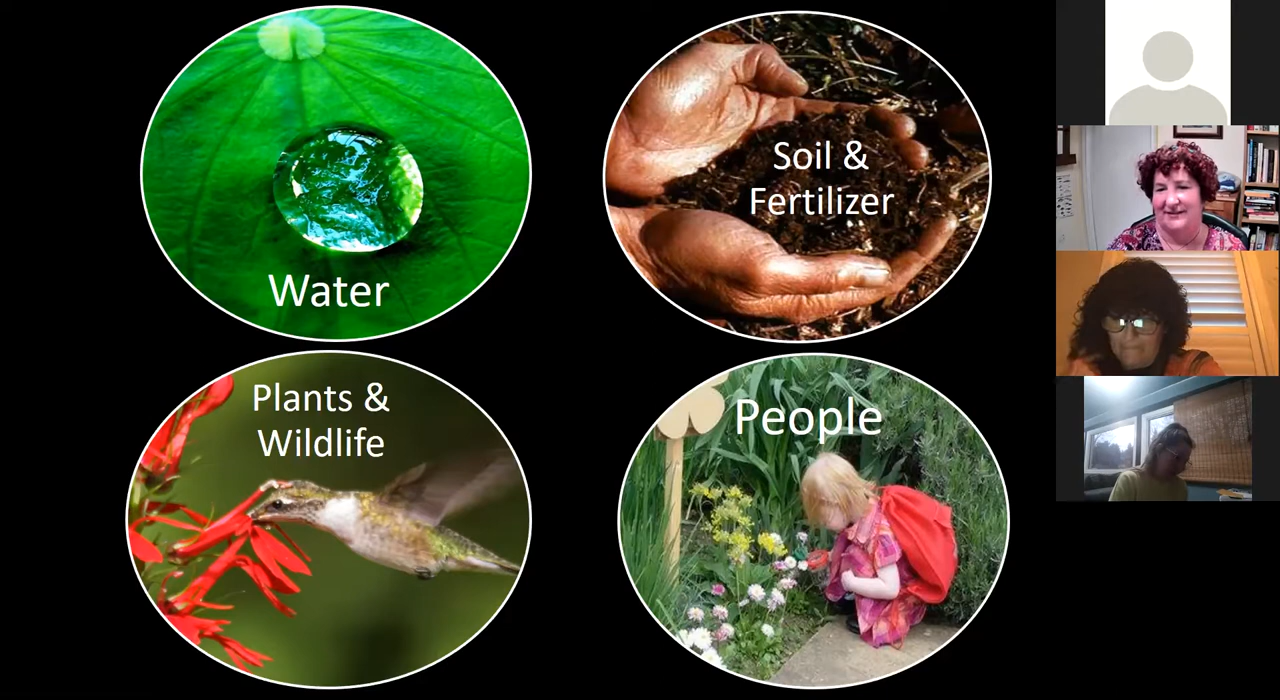 Water
Soil &
Fertilizer
Plants &
Wildlife
People